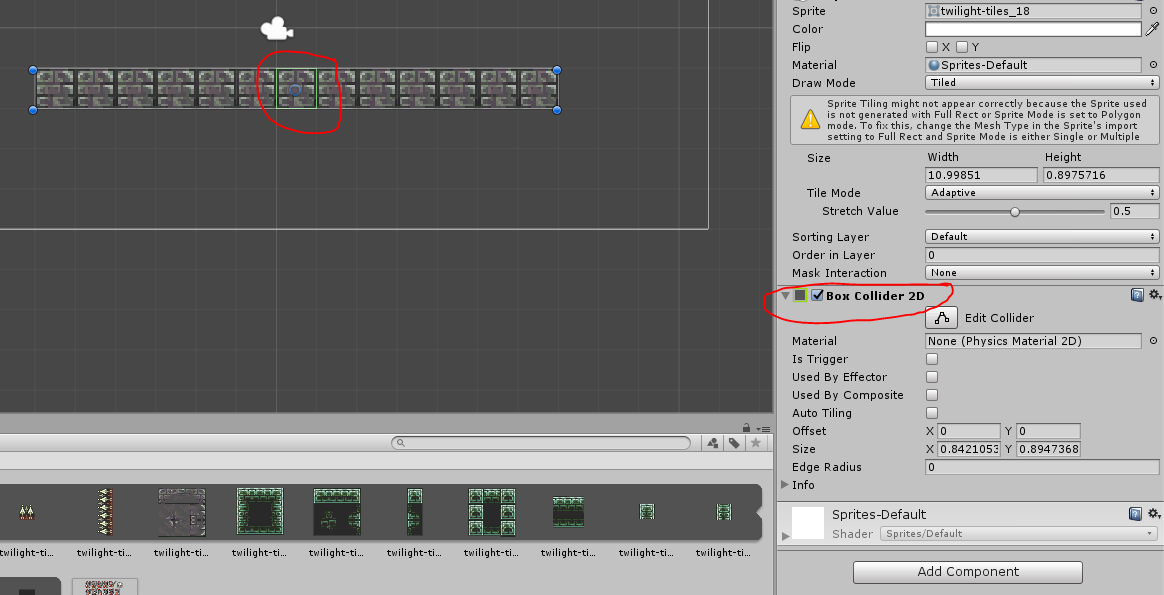 Sprite twilight-tiles_18
Color
Flip X Y
Material Sprites-Default
Draw Mode Tiled
Sprite Tiling might not appear correctly because the Sprite used
is not generated with Full Rect or Sprite Mode is set to Polygon
mode. To fix this, change the Mesh Type in the Sprite's import
setting to Full Rect and Sprite Mode is either Single or Multiple
Size Width Height
10.99851 0.8975716
Tile Mode Adaptive
Stretch Value 0.5
Sorting Layer Default
Order in Layer 0
Mask Interaction None
Box Collider 2D
Edit Collider
Material None (Physics Material 2D)
Is Trigger
Used By Effector
Used By Composite
Auto Tiling
Offset X 0 Y 0
Size X 0.8421053 Y 0.8947368
Edge Radius 0
Info
Sprites-Default
Shader Sprites/Default
Add Component
twilight-ti... twilight-ti... twilight-ti... twilight-ti... twilight-ti... twilight-ti... twilight-ti... twilight-ti... twilight-ti... twilight-ti...